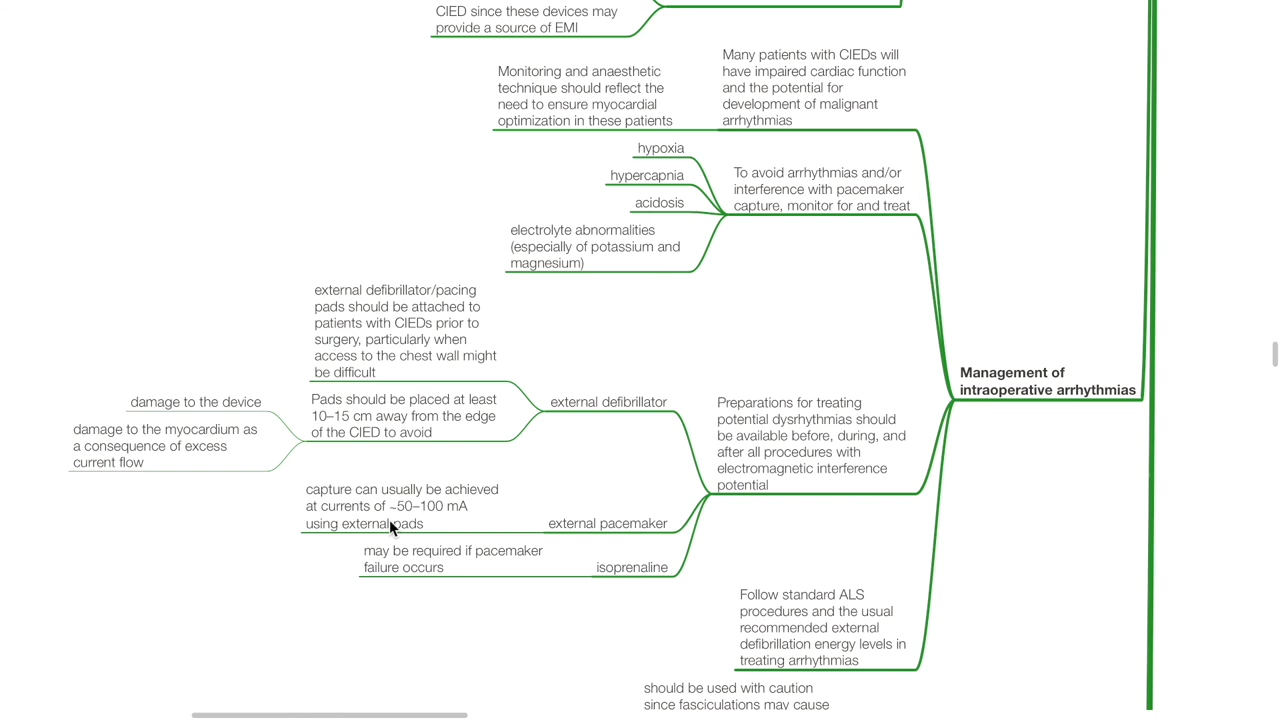 CIED since these devices may
provide a source of EMI
Many patients with CIEDs will
have impaired cardiac function
and the potential for
development of malignant
arrhythmias
Monitoring and anaesthetic
technique should reflect the
need to ensure myocardial
optimization in these patients
To avoid arrhythmias and/or
interference with pacemaker
capture, monitor for and treat
hypoxia
hypercapnia
acidosis
electrolyte abnormalities
(especially of potassium and
magnesium)
Management of
intraoperative arrhythmias
Preparations for treating
potential dysrhythmias should
be available before, during, and
after all procedures with
electromagnetic interference
potential
external defibrillator
external defibrillator/pacing
pads should be attached to
patients with CIEDs prior to
surgery, particularly when
access to the chest wall might
be difficult
Pads should be placed at least
10–15 cm away from the edge
of the CIED to avoid
damage to the device
damage to the myocardium as
a consequence of excess
current flow
external pacemaker
capture can usually be achieved
at currents of ~50–100 mA
using external pads
isoprenaline
may be required if pacemaker
failure occurs
Follow standard ALS
procedures and the usual
recommended external
defibrillation energy levels in
treating arrhythmias
should be used with caution
since fasciculations may cause